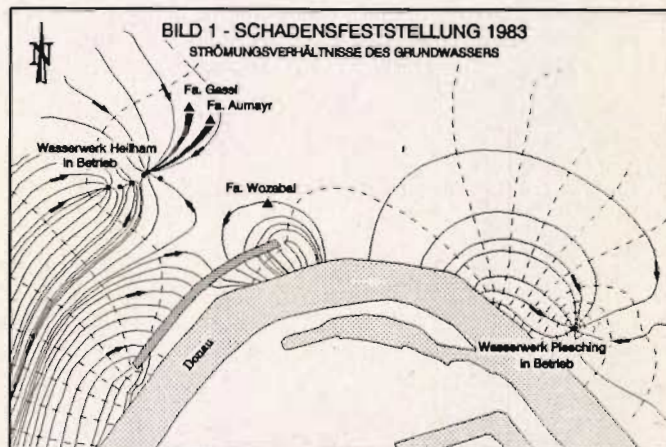 BILD 1 - SCHADENSFESTSTELLUNG 1983
STRÖMUNGSVERHÄLTNISSE DES GRUNDWASSERS
N
Fa. Gassl
Fa. Aumayr
Wasserwerk Heilham
in Betrieb
Fa. Wozabal
Donau
Wasserwerk Plesching
in Betrieb